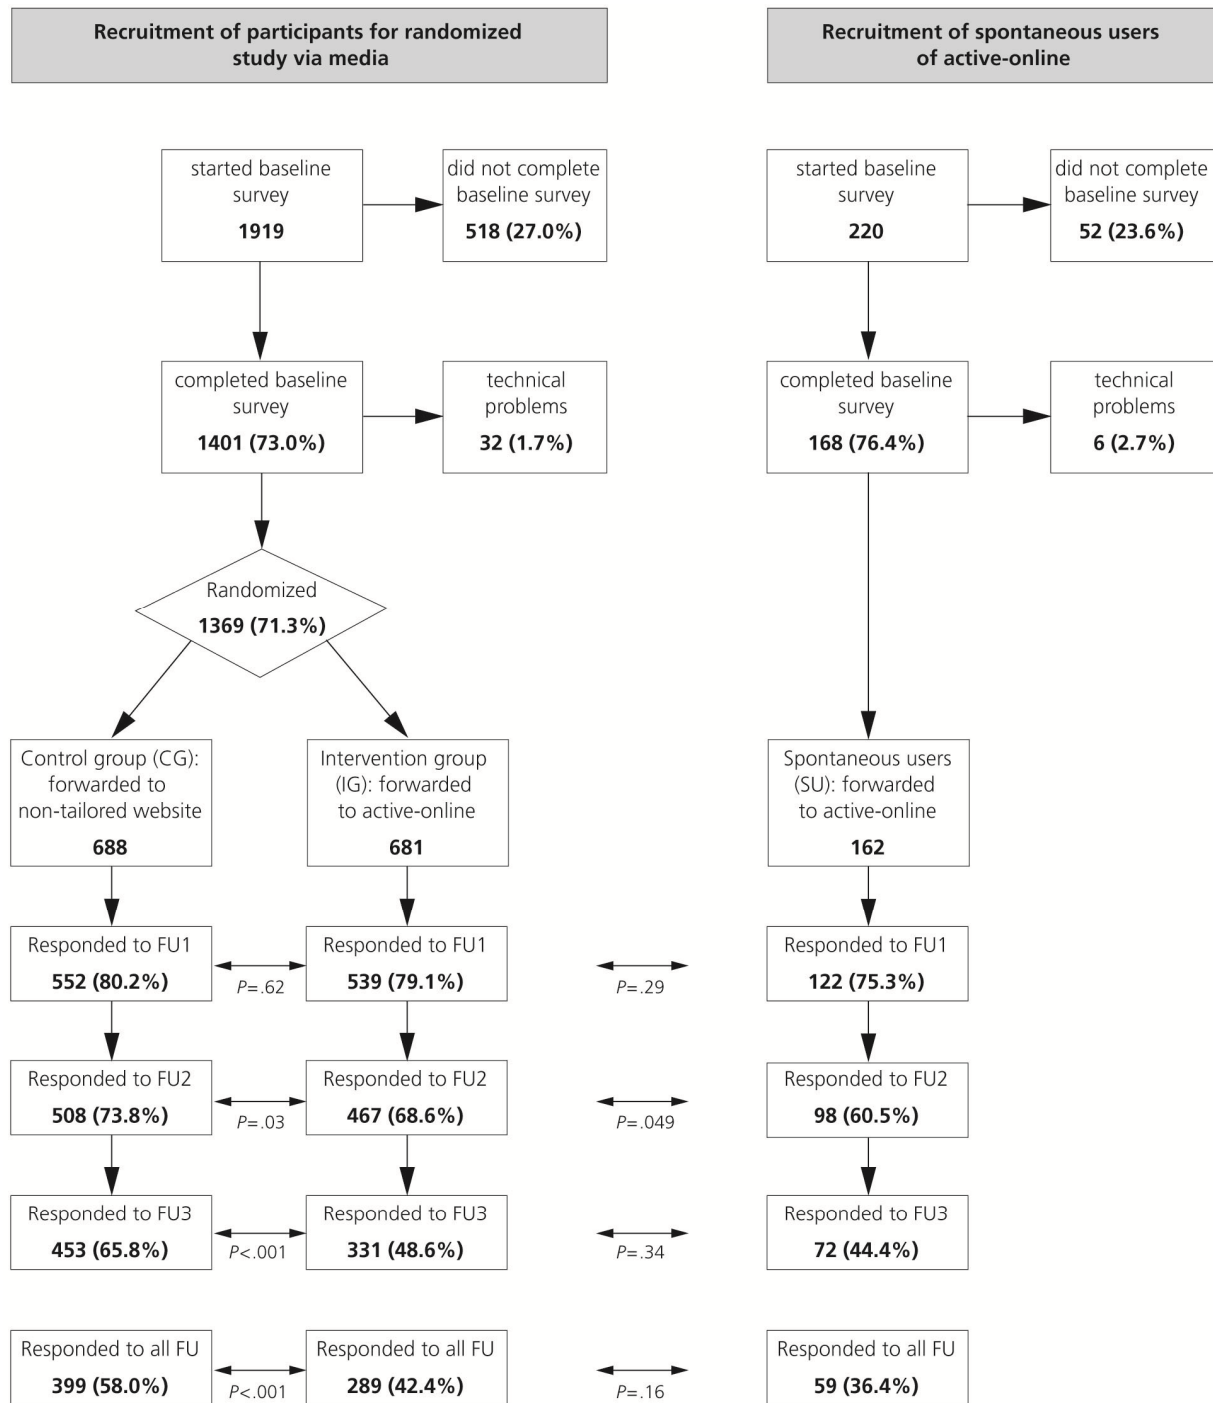 Recruitment of participants for randomized
study via media
Recruitment of spontaneous users
of active-online
started baseline
survey
1919
did not complete
baseline survey
518 (27.0%)
started baseline
survey
220
did not complete
baseline survey
52 (23.6%)
completed baseline
survey
1401 (73.0%)
technical
problems
32 (1.7%)
completed baseline
survey
168 (76.4%)
technical
problems
6 (2.7%)
Randomized
1369 (71.3%)
Control group (CG):
forwarded to
non-tailored website
688
Intervention group
(IG): forwarded
to active-online
681
Spontaneous users
(SU): forwarded
to active-online
162
Responded to FU1
552 (80.2%)
P=.62
Responded to FU1
539 (79.1%)
P=.29
Responded to FU1
122 (75.3%)
Responded to FU2
508 (73.8%)
P=.03
Responded to FU2
467 (68.6%)
P=.049
Responded to FU2
98 (60.5%)
Responded to FU3
453 (65.8%)
P<.001
Responded to FU3
331 (48.6%)
P=.34
Responded to FU3
72 (44.4%)
Responded to all FU
399 (58.0%)
P<.001
Responded to all FU
289 (42.4%)
P=.16
Responded to all FU
59 (36.4%)